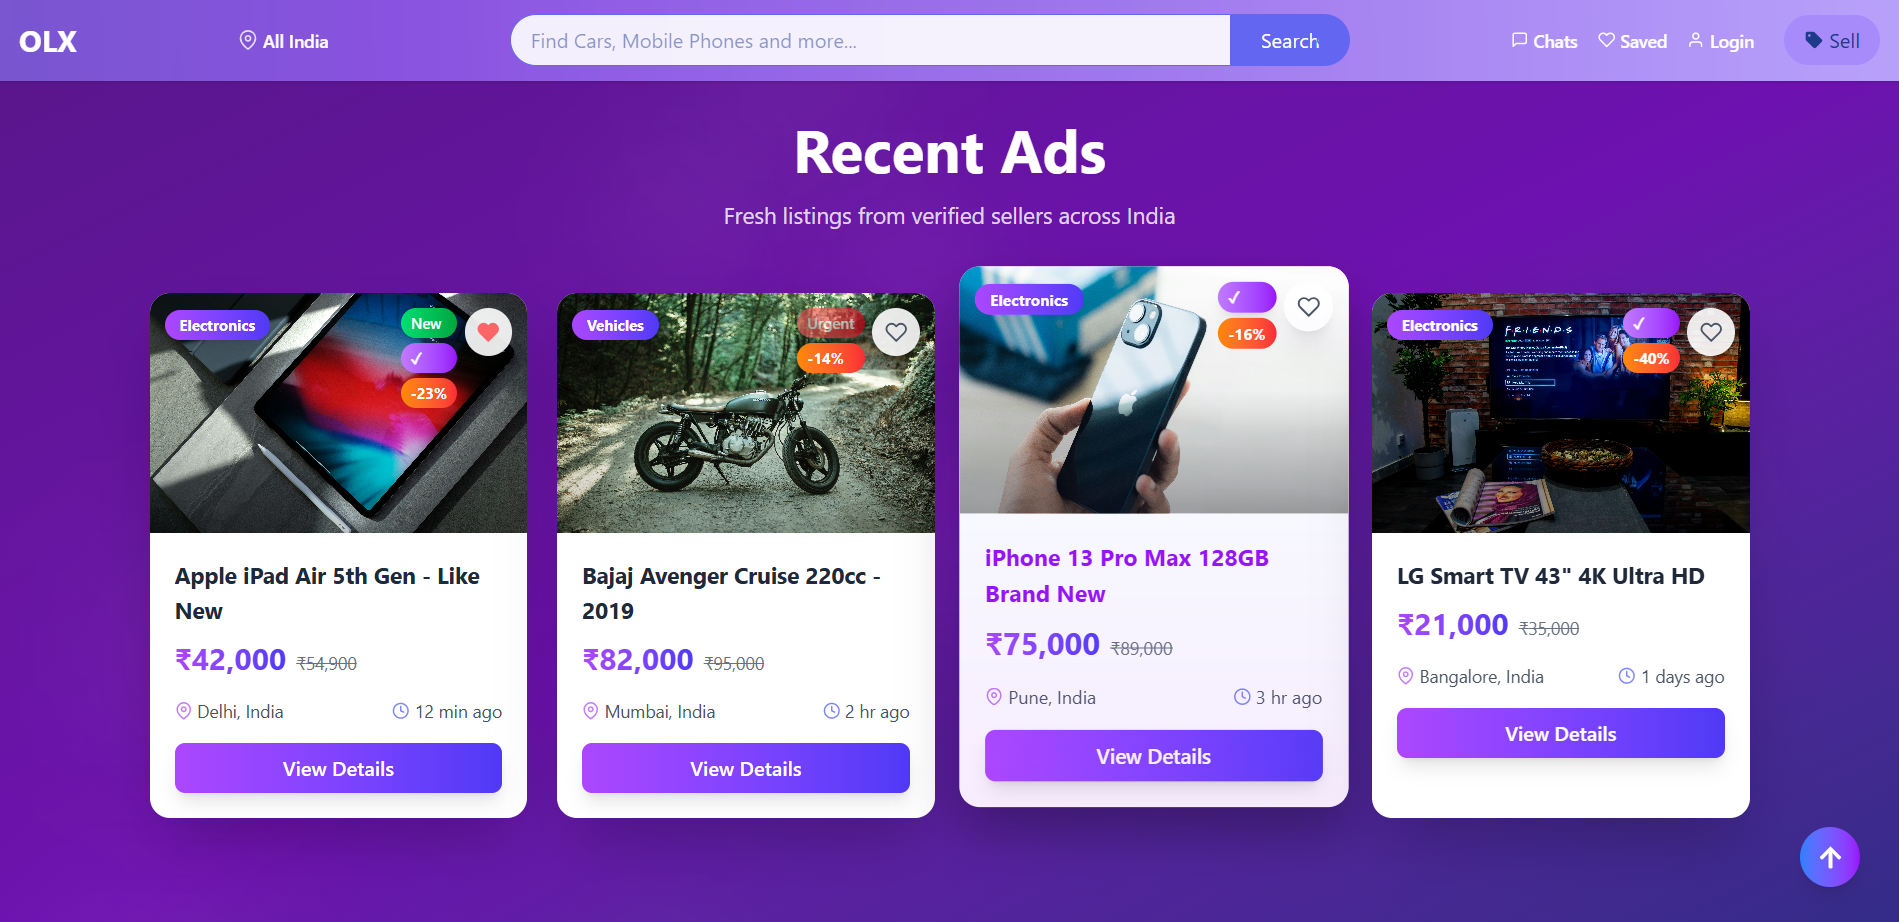 OLX
All India
Find Cars, Mobile Phones and more...
Search
Chats
Saved
Login
Sell
Recent Ads
Fresh listings from verified sellers across India
Electronics
New
✓
-23%
Apple iPad Air 5th Gen - Like
New
₹42,000 ₹54,900
Delhi, India
12 min ago
View Details
Vehicles
Urgent
-14%
Bajaj Avenger Cruise 220cc -
2019
₹82,000 ₹95,000
Mumbai, India
2 hr ago
View Details
Electronics
✓
-16%
iPhone 13 Pro Max 128GB
Brand New
₹75,000 ₹89,000
Pune, India
3 hr ago
View Details
Electronics
✓
-40%
F·R·I·E·N·D·S
LG Smart TV 43" 4K Ultra HD
₹21,000 ₹35,000
Bangalore, India
1 days ago
View Details